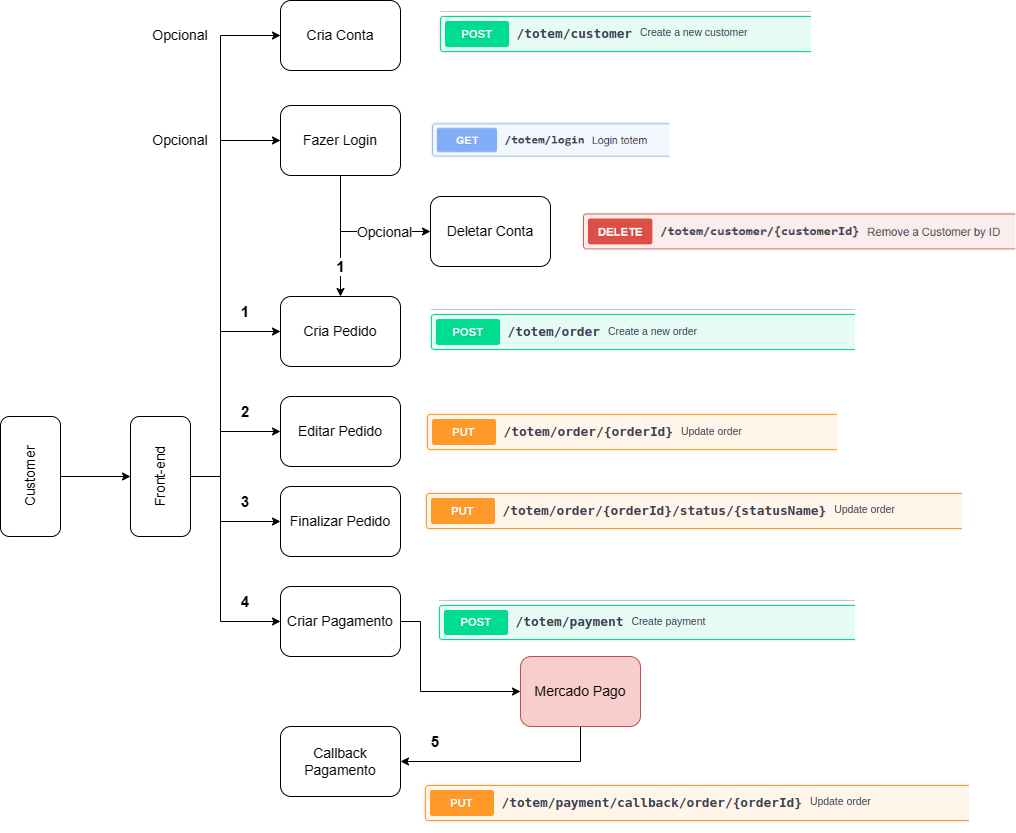 Opcional
Cria Conta
POST /totem/customer Create a new customer
Opcional
Fazer Login
GET /totem/login Login totem
Opcional
Deletar Conta
DELETE /totem/customer/{customerId} Remove a Customer by ID
1
1
Cria Pedido
POST /totem/order Create a new order
2
Editar Pedido
PUT /totem/order/{orderId} Update order
Customer
Front-end
3
Finalizar Pedido
PUT /totem/order/{orderId}/status/{statusName} Update order
4
Criar Pagamento
POST /totem/payment Create payment
Mercado Pago
5
Callback
Pagamento
PUT /totem/payment/callback/order/{orderId} Update order